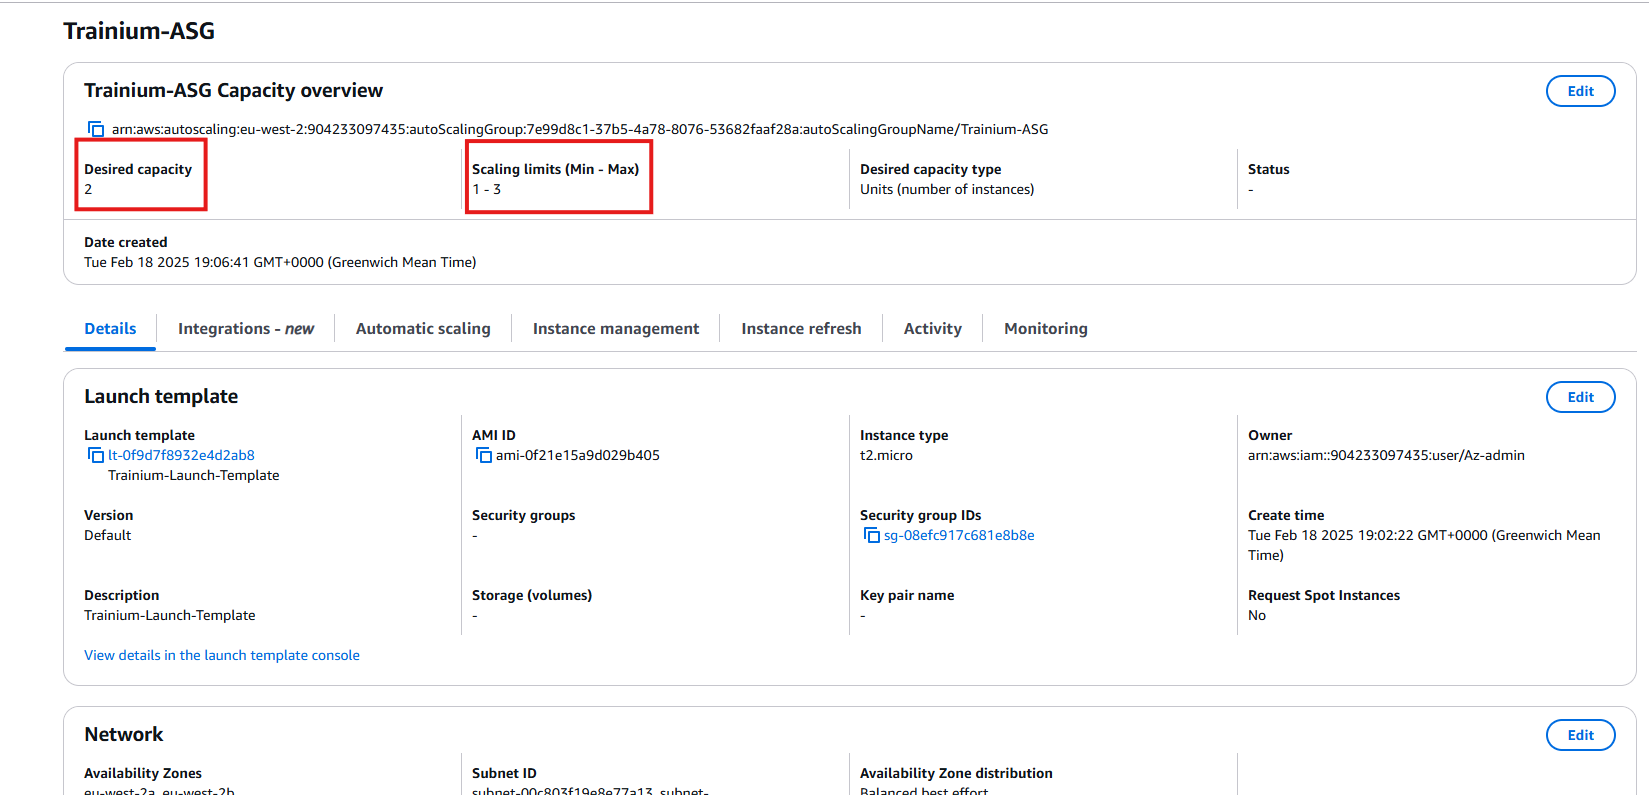 Trainium-ASG
Trainium-ASG Capacity overview
Edit
arn:aws:autoscaling:eu-west-2:904233097435:autoScalingGroup:7e99d8c1-37b5-4a78-8076-53682faaf28a:autoScalingGroupName/Trainium-ASG
Desired capacity
2
Scaling limits (Min - Max)
1 - 3
Desired capacity type
Units (number of instances)
Status
-
Date created
Tue Feb 18 2025 19:06:41 GMT+0000 (Greenwich Mean Time)
Details
Integrations - new
Automatic scaling
Instance management
Instance refresh
Activity
Monitoring
Launch template
Edit
Launch template
lt-0f9d7f8932e4d2ab8
Trainium-Launch-Template
AMI ID
ami-0f21e15a9d029b405
Instance type
t2.micro
Owner
arn:aws:iam::904233097435:user/Az-admin
Version
Default
Security groups
-
Security group IDs
sg-08efc917c681e8b8e
Create time
Tue Feb 18 2025 19:02:22 GMT+0000 (Greenwich Mean
Time)
Description
Trainium-Launch-Template
Storage (volumes)
-
Key pair name
-
Request Spot Instances
No
View details in the launch template console
Network
Edit
Availability Zones
eu-west-2a, eu-west-2b
Subnet ID
subnet-00c803f19e8e77a13, subnet-
Availability Zone distribution
Balanced best effort